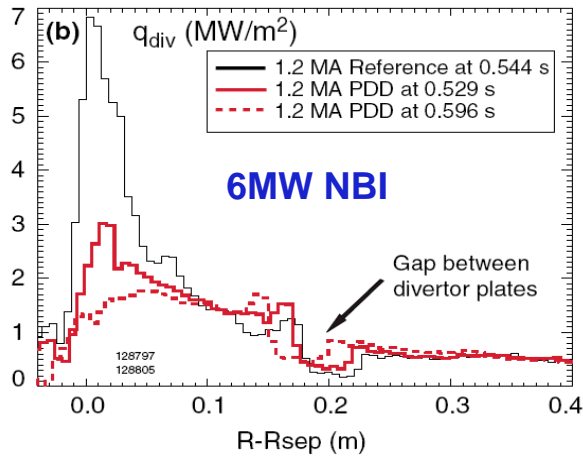 (b) q_div (MW/m²)
7
6
5
4
3
2
1
0
1.2 MA Reference at 0.544 s
1.2 MA PDD at 0.529 s
1.2 MA PDD at 0.596 s
6MW NBI
Gap between
divertor plates
128797
128805
0.0 0.1 0.2 0.3 0.4
R-Rsep (m)